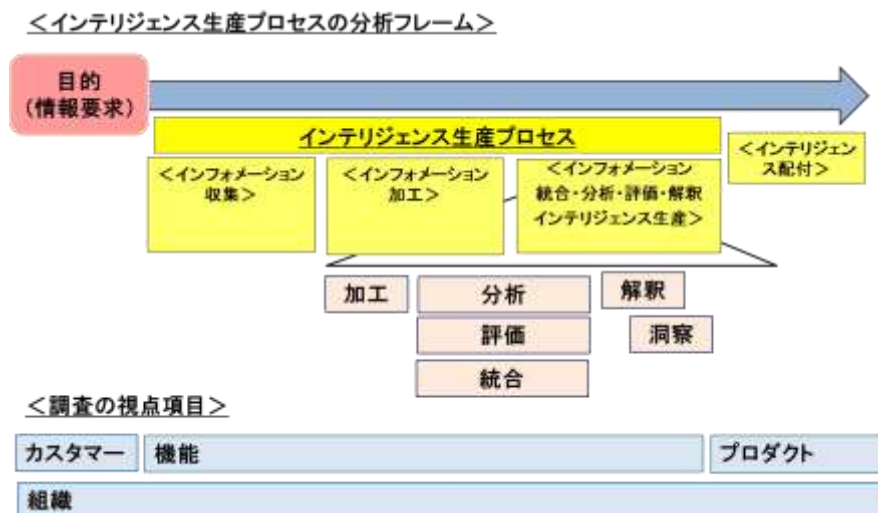 ＜インテリジェンス生産プロセスの分析フレーム＞
目的
（情報要求）
インテリジェンス生産プロセス
＜インフォメーション
収集＞
＜インフォメーション
加工＞
＜インフォメーション
統合・分析・評価・解釈
インテリジェンス生産＞
＜インテリジェン
ス配付＞
加工
分析
解釈
評価
洞察
統合
＜調査の視点項目＞
カスタマー
機能
プロダクト
組織